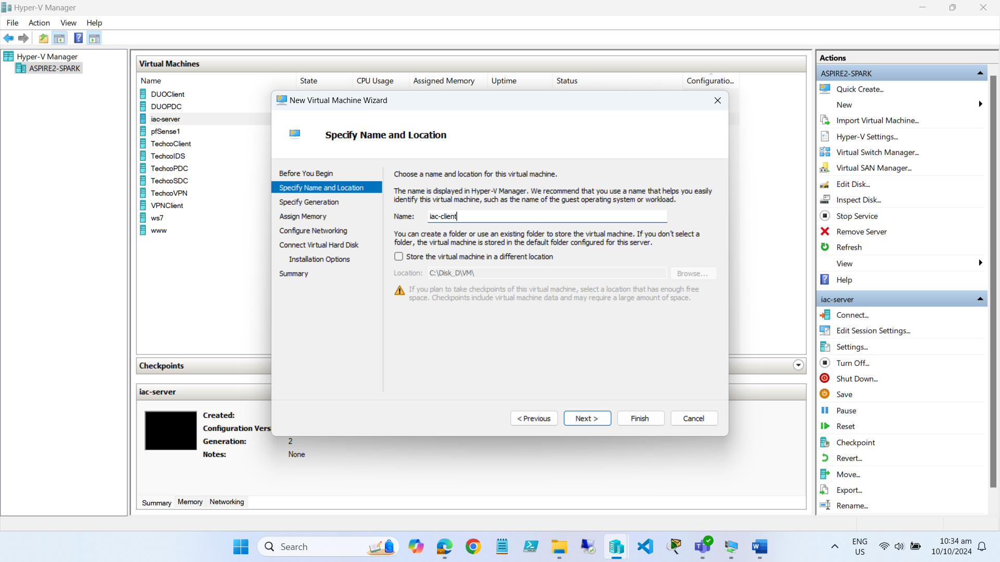 Hyper-V Manager
File Action View Help
Hyper-V Manager
ASPIRE2-SPARK
Virtual Machines
Name State CPU Usage Assigned Memory Uptime Status Configuratio...
DUOClient
DUOPDC
iac-server
pfSense1
TechcoClient
TechcoIDS
TechcoPDC
TechcoSDC
TechcoVPN
VPNClient
ws7
www
New Virtual Machine Wizard
Specify Name and Location
Before You Begin
Specify Name and Location
Specify Generation
Assign Memory
Configure Networking
Connect Virtual Hard Disk
Installation Options
Summary
Choose a name and location for this virtual machine.
The name is displayed in Hyper-V Manager. We recommend that you use a name that helps you easily
identify this virtual machine, such as the name of the guest operating system or workload.
Name: iac-client
You can create a folder or use an existing folder to store the virtual machine. If you don't select a
folder, the virtual machine is stored in the default folder configured for this server.
Store the virtual machine in a different location
Location: C:\Disk_D\VM\ Browse...
If you plan to take checkpoints of this virtual machine, select a location that has enough free
space. Checkpoints include virtual machine data and may require a large amount of space.
< Previous Next > Finish Cancel
Checkpoints
iac-server
Created:
Configuration Vers
Generation: 2
Notes: None
Summary Memory Networking
Actions
ASPIRE2-SPARK
Quick Create...
New
Import Virtual Machine...
Hyper-V Settings...
Virtual Switch Manager...
Virtual SAN Manager...
Edit Disk...
Inspect Disk...
Stop Service
Remove Server
Refresh
View
Help
iac-server
Connect...
Edit Session Settings...
Settings...
Turn Off...
Shut Down...
Save
Pause
Reset
Checkpoint
Revert...
Move...
Export...
Rename...
Search
ENG
US
10:34 am
10/10/2024